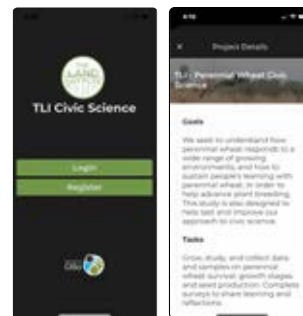 THE
LAND
TLI Civic Science
Login
Register
Project Details
TLI - Perennial Wheat Civic
Science
Goals
We seek to understand how
perennial wheat responds to a
wide range of growing
environments, and how to
sustain people's learning with
perennial wheat, in order to
help advance plant breeding.
This study is also designed to
help test and improve our
approach to civic science.
Tasks
Grow, study, and collect data
and samples on perennial
wheat survival, growth stages,
and seed production. Complete
surveys to share learning and
reflections.